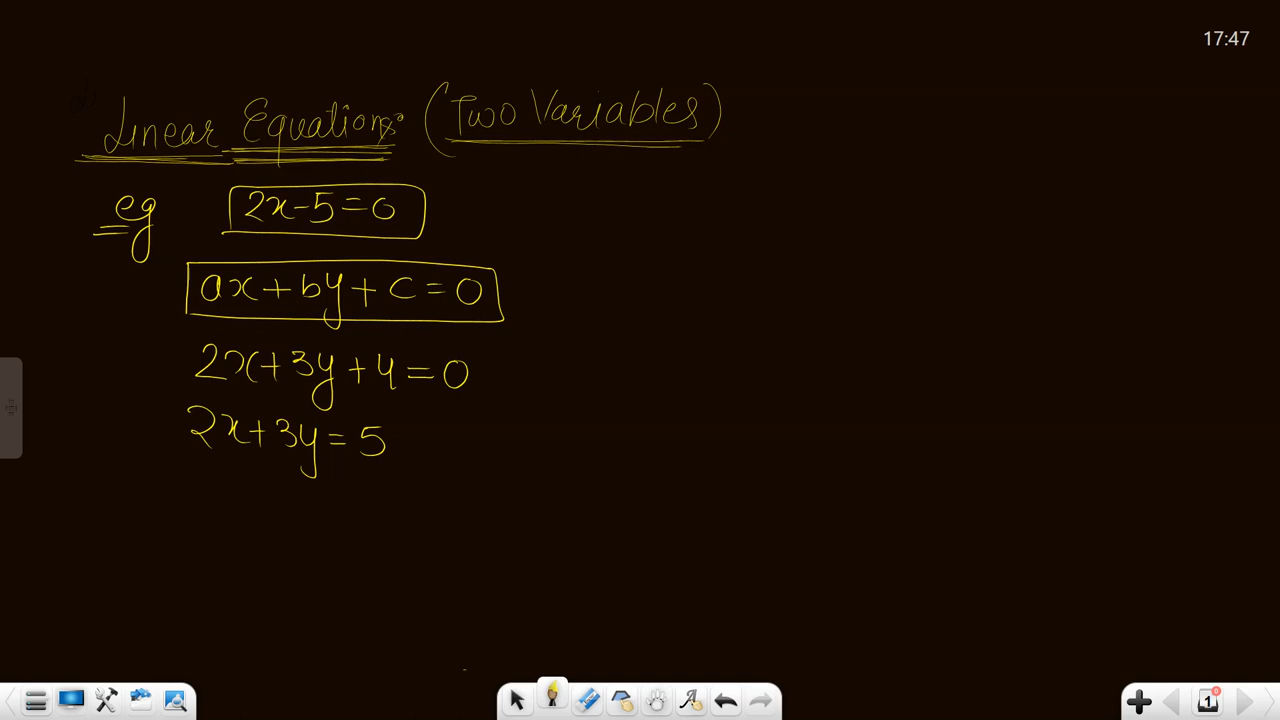 17:47
Linear Equations (Two Variables)
eg 2x-5=0
ax+by+c=0
2x+3y+4=0
2x+3y=5
1